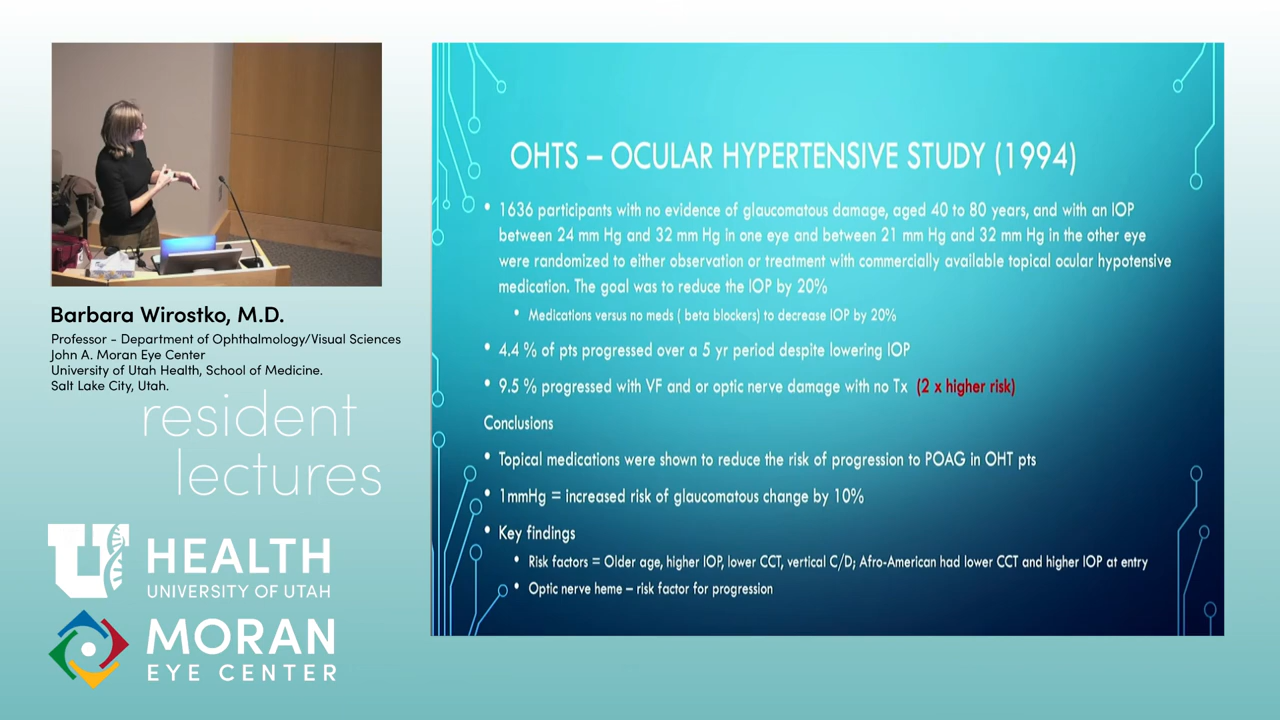 Barbara Wirostko, M.D.
Professor - Department of Ophthalmology/Visual Sciences
John A. Moran Eye Center
University of Utah Health, School of Medicine.
Salt Lake City, Utah.
resident
lectures
U HEALTH
UNIVERSITY OF UTAH
MORAN
EYE CENTER
OHTS – OCULAR HYPERTENSIVE STUDY (1994)
• 1636 participants with no evidence of glaucomatous damage, aged 40 to 80 years, and with an IOP
between 24 mm Hg and 32 mm Hg in one eye and between 21 mm Hg and 32 mm Hg in the other eye
were randomized to either observation or treatment with commercially available topical ocular hypotensive
medication. The goal was to reduce the IOP by 20%
• Medications versus no meds ( beta blockers) to decrease IOP by 20%
• 4.4 % of pts progressed over a 5 yr period despite lowering IOP
• 9.5 % progressed with VF and or optic nerve damage with no Tx (2 x higher risk)
Conclusions
• Topical medications were shown to reduce the risk of progression to POAG in OHT pts
• 1mmHg = increased risk of glaucomatous change by 10%
• Key findings
• Risk factors = Older age, higher IOP, lower CCT, vertical C/D; Afro-American had lower CCT and higher IOP at entry
• Optic nerve heme – risk factor for progression